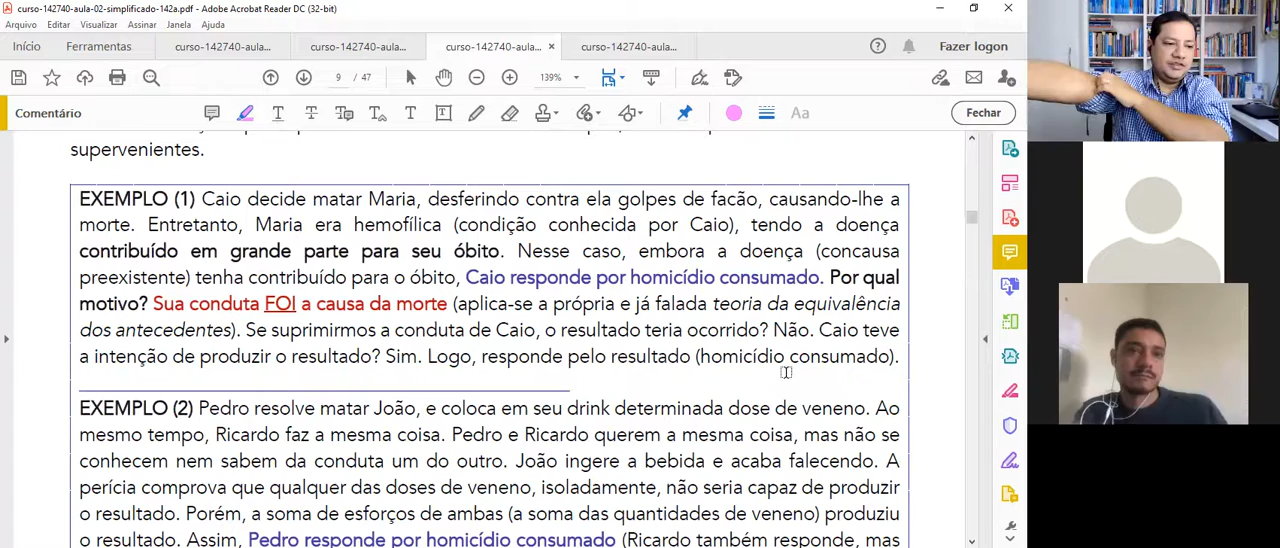 curso-142740-aula-02-simplificado-142a.pdf - Adobe Acrobat Reader DC (32-bit)
Arquivo Editar Visualizar Assinar Janela Ajuda
Início Ferramentas curso-142740-aula... curso-142740-aula... curso-142740-aula... × curso-142740-aula... Fazer logon
9 / 47 139%
Comentário Aa Fechar
supervenientes.
EXEMPLO (1) Caio decide matar Maria, desferindo contra ela golpes de facão, causando-lhe a
morte. Entretanto, Maria era hemofílica (condição conhecida por Caio), tendo a doença
contribuído em grande parte para seu óbito. Nesse caso, embora a doença (concausa
preexistente) tenha contribuído para o óbito, Caio responde por homicídio consumado. Por qual
motivo? Sua conduta FOI a causa da morte (aplica-se a própria e já falada teoria da equivalência
dos antecedentes). Se suprimirmos a conduta de Caio, o resultado teria ocorrido? Não. Caio teve
a intenção de produzir o resultado? Sim. Logo, responde pelo resultado (homicídio consumado).
EXEMPLO (2) Pedro resolve matar João, e coloca em seu drink determinada dose de veneno. Ao
mesmo tempo, Ricardo faz a mesma coisa. Pedro e Ricardo querem a mesma coisa, mas não se
conhecem nem sabem da conduta um do outro. João ingere a bebida e acaba falecendo. A
perícia comprova que qualquer das doses de veneno, isoladamente, não seria capaz de produzir
o resultado. Porém, a soma de esforços de ambas (a soma das quantidades de veneno) produziu
o resultado. Assim, Pedro responde por homicídio consumado (Ricardo também responde, mas